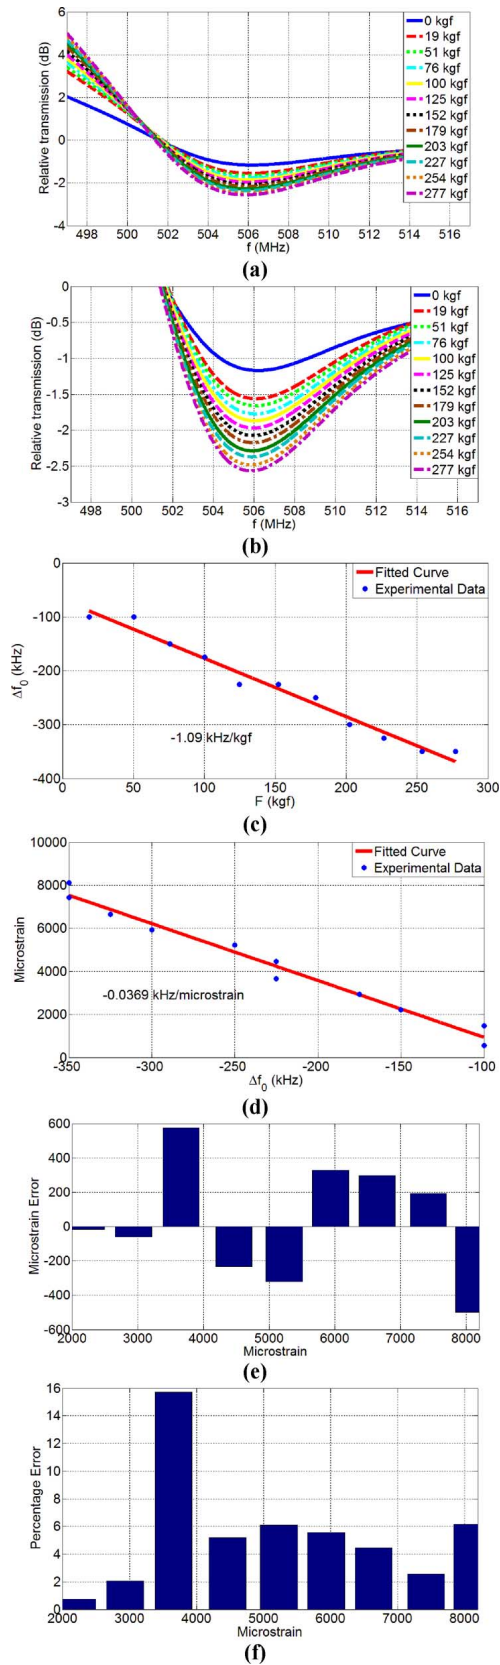 6
4
2
0
-2
-4
Relative transmission (dB)
0 kgf
19 kgf
51 kgf
76 kgf
100 kgf
125 kgf
152 kgf
179 kgf
203 kgf
227 kgf
254 kgf
277 kgf
498 500 502 504 506 508 510 512 514 516
f (MHz)
(a)
0
-0.5
-1
-1.5
-2
-2.5
-3
Relative transmission (dB)
0 kgf
19 kgf
51 kgf
76 kgf
100 kgf
125 kgf
152 kgf
179 kgf
203 kgf
227 kgf
254 kgf
277 kgf
498 500 502 504 506 508 510 512 514 516
f (MHz)
(b)
0
-100
-200
-300
-400
Δf0 (kHz)
Fitted Curve
Experimental Data
-1.09 kHz/kgf
0 50 100 150 200 250 300
F (kgf)
(c)
10000
8000
6000
4000
2000
0
Microstrain
Fitted Curve
Experimental Data
-0.0369 kHz/microstrain
-350 -300 -250 -200 -150 -100
Δf0 (kHz)
(d)
600
400
200
0
-200
-400
-600
Microstrain Error
2000 3000 4000 5000 6000 7000 8000
Microstrain
(e)
16
14
12
10
8
6
4
2
0
Percentage Error
2000 3000 4000 5000 6000 7000 8000
Microstrain
(f)